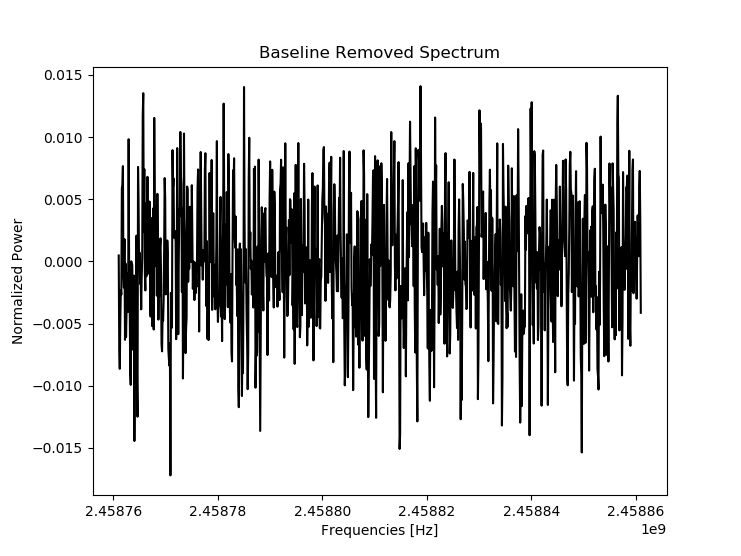 Baseline Removed Spectrum
Normalized Power
0.015
0.010
0.005
0.000
−0.005
−0.010
−0.015
2.45876 2.45878 2.45880 2.45882 2.45884 2.45886
Frequencies [Hz]
1e9